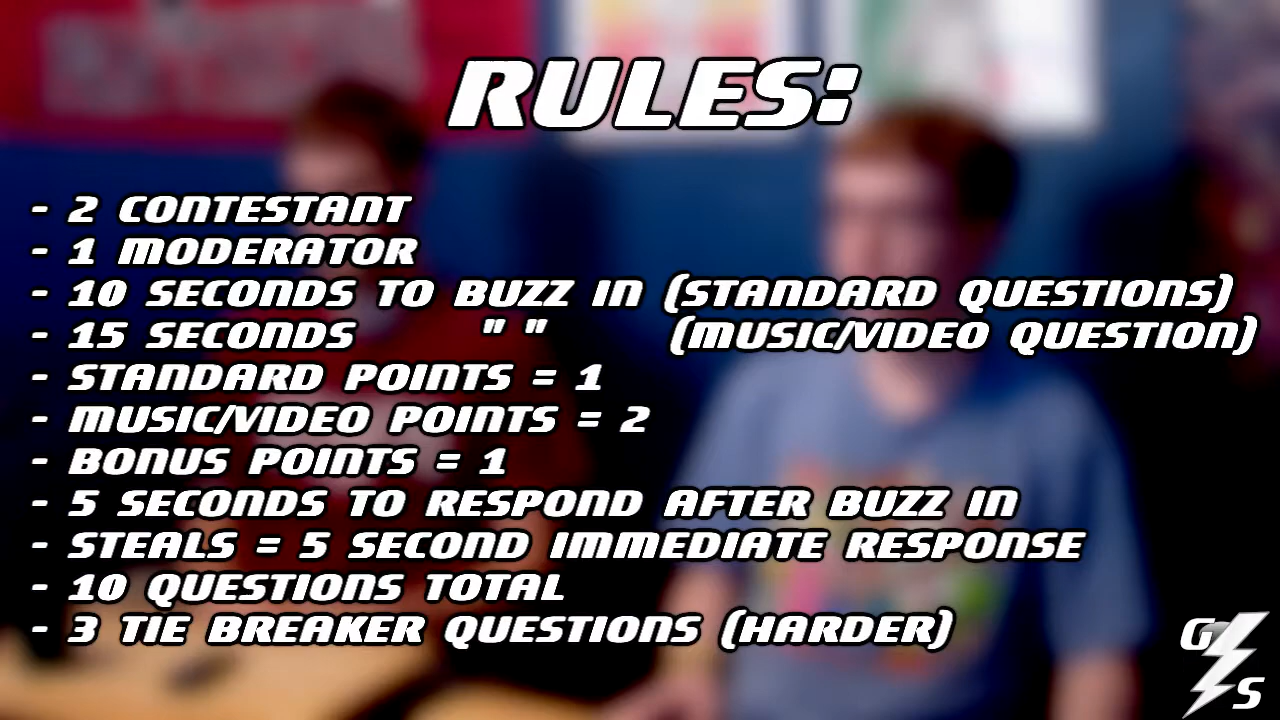 RULES:
- 2 CONTESTANT
- 1 MODERATOR
- 10 SECONDS TO BUZZ IN (STANDARD QUESTIONS)
- 15 SECONDS " " (MUSIC/VIDEO QUESTION)
- STANDARD POINTS = 1
- MUSIC/VIDEO POINTS = 2
- BONUS POINTS = 1
- 5 SECONDS TO RESPOND AFTER BUZZ IN
- STEALS = 5 SECOND IMMEDIATE RESPONSE
- 10 QUESTIONS TOTAL
- 3 TIE BREAKER QUESTIONS (HARDER)
G S